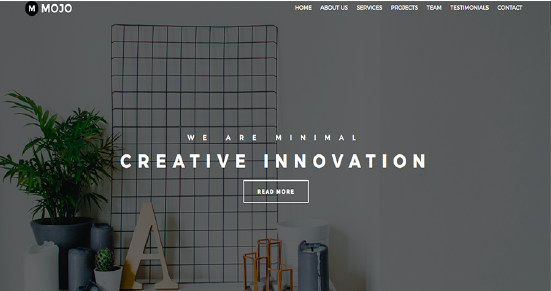 M MOJO
HOME ABOUT US SERVICES PROJECTS TEAM TESTIMONIALS CONTACT
WE ARE MINIMAL
CREATIVE INNOVATION
READ MORE
A